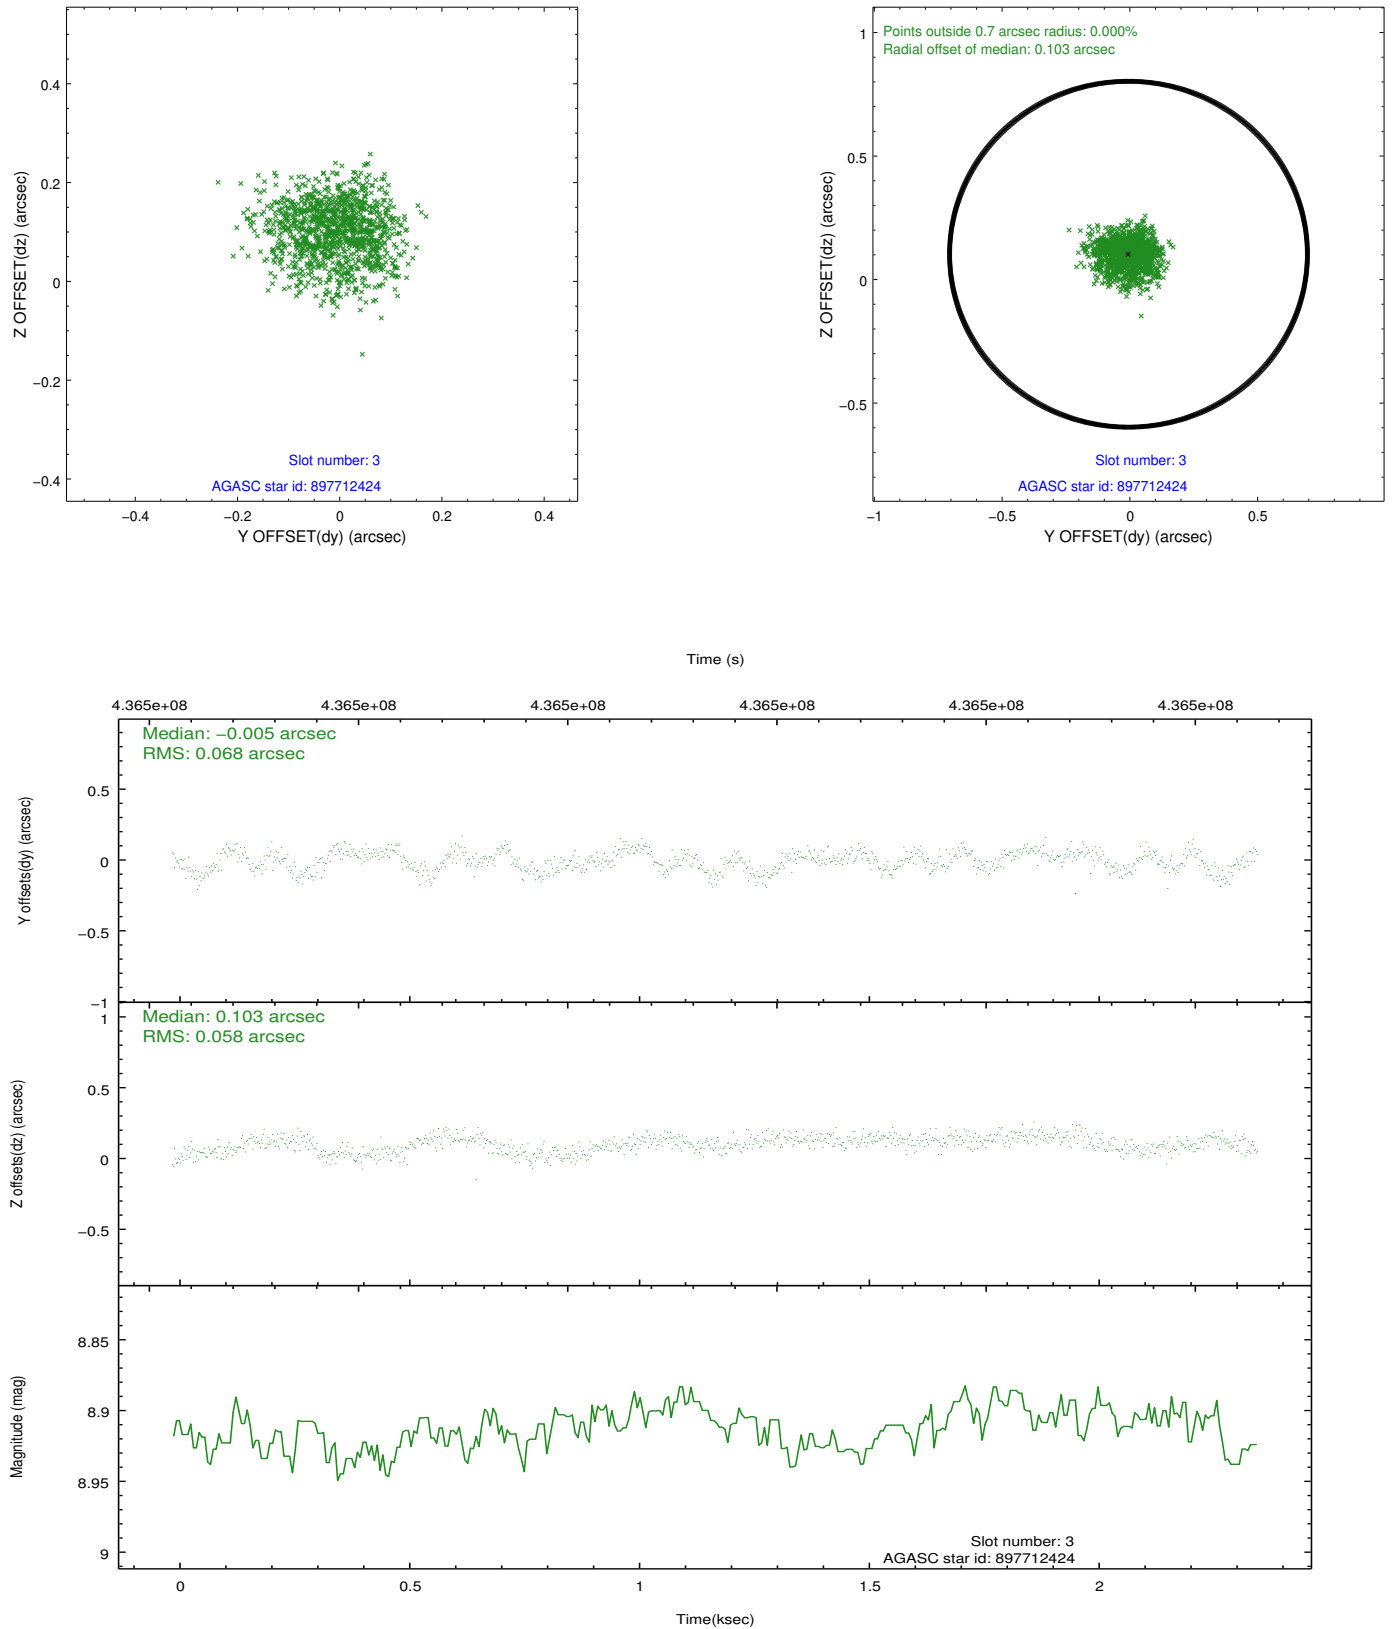 0.4
0.2
0
−0.2
−0.4
Z OFFSET(dz) (arcsec)
Slot number: 3
AGASC star id: 897712424
−0.4 −0.2 0 0.2 0.4
Y OFFSET(dy) (arcsec)
Points outside 0.7 arcsec radius: 0.000%
Radial offset of median: 0.103 arcsec
1
0.5
0
−0.5
Z OFFSET(dz) (arcsec)
Slot number: 3
AGASC star id: 897712424
−1 −0.5 0 0.5
Y OFFSET(dy) (arcsec)
Time (s)
4.365e+08 4.365e+08 4.365e+08 4.365e+08 4.365e+08 4.365e+08
Median: −0.005 arcsec
RMS: 0.068 arcsec
0.5
0
−0.5
−1
Y offsets(dy) (arcsec)
Median: 0.103 arcsec
RMS: 0.058 arcsec
1
0.5
0
−0.5
Z offsets(dz) (arcsec)
8.85
8.9
8.95
9
Magnitude (mag)
Slot number: 3
AGASC star id: 897712424
0 0.5 1 1.5 2
Time(ksec)